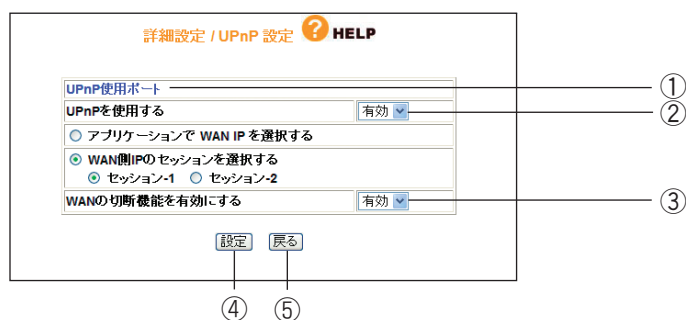 詳細設定 / UPnP 設定 ? HELP
UPnP使用ポート ①
UPnPを使用する 有効 ②
アプリケーションで WAN IP を選択する
WAN側IPのセッションを選択する
セッション-1 セッション-2
WANの切断機能を有効にする 有効 ③
設定 戻る
④ ⑤